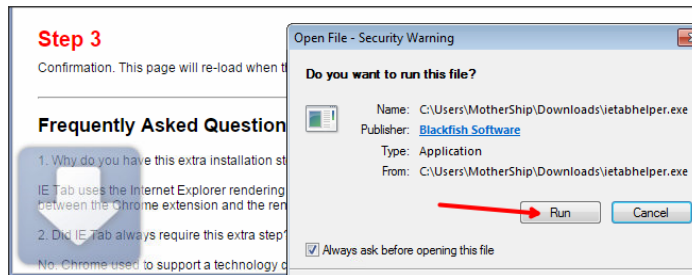 Step 3
Confirmation. This page will re-load when t
Frequently Asked Question
1. Why do you have this extra installation st
IE Tab uses the Internet Explorer rendering
between the Chrome extension and the ren
2. Did IE Tab always require this extra step?
No. Chrome used to support a technology
Open File - Security Warning
Do you want to run this file?
Name: C:\Users\MotherShip\Downloads\ietabhelper.exe
Publisher: Blackfish Software
Type: Application
From: C:\Users\MotherShip\Downloads\ietabhelper.exe
Run Cancel
Always ask before opening this file